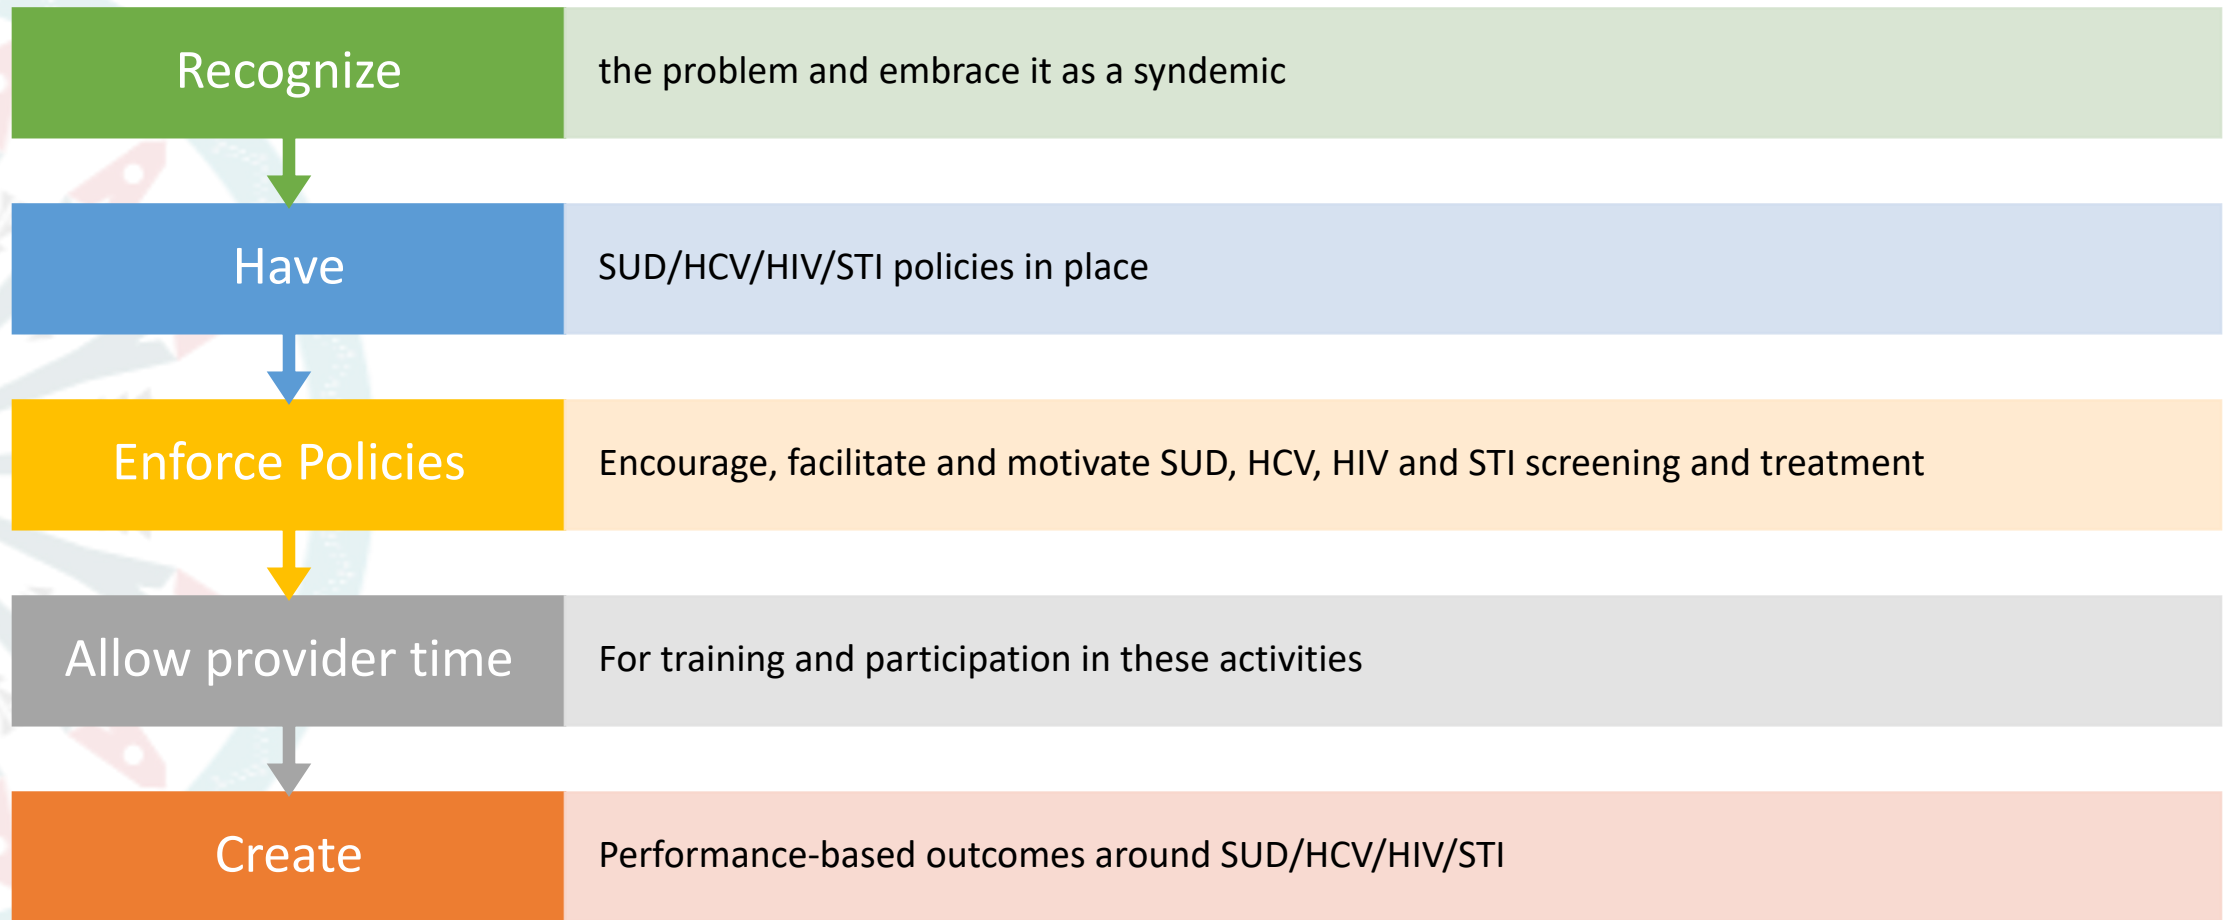 Recognize
the problem and embrace it as a syndemic
Have
SUD/HCV/HIV/STI policies in place
Enforce Policies
Encourage, facilitate and motivate SUD, HCV, HIV and STI screening and treatment
Allow provider time
For training and participation in these activities
Create
Performance-based outcomes around SUD/HCV/HIV/STI